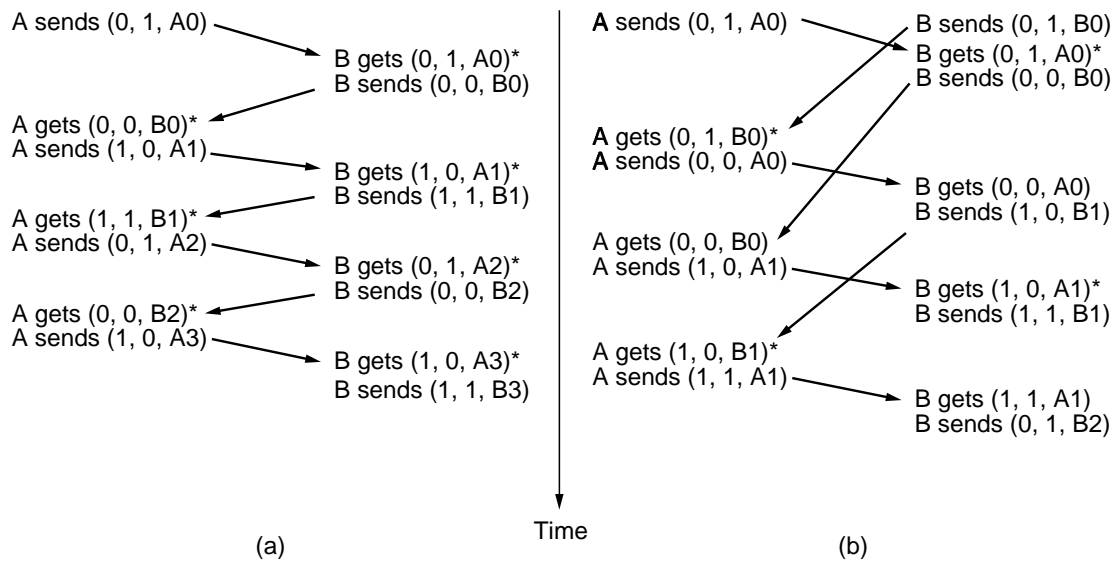 A sends (0, 1, A0)
B gets (0, 1, A0)*
B sends (0, 0, B0)
A gets (0, 0, B0)*
A sends (1, 0, A1)
B gets (1, 0, A1)*
B sends (1, 1, B1)
A gets (1, 1, B1)*
A sends (0, 1, A2)
B gets (0, 1, A2)*
B sends (0, 0, B2)
A gets (0, 0, B2)*
A sends (1, 0, A3)
B gets (1, 0, A3)*
B sends (1, 1, B3)
(a)
Time
A sends (0, 1, A0)
B sends (0, 1, B0)
B gets (0, 1, A0)*
B sends (0, 0, B0)
A gets (0, 1, B0)*
A sends (0, 0, A0)
B gets (0, 0, A0)
B sends (1, 0, B1)
A gets (0, 0, B0)
A sends (1, 0, A1)
B gets (1, 0, A1)*
B sends (1, 1, B1)
A gets (1, 0, B1)*
A sends (1, 1, A1)
B gets (1, 1, A1)
B sends (0, 1, B2)
(b)